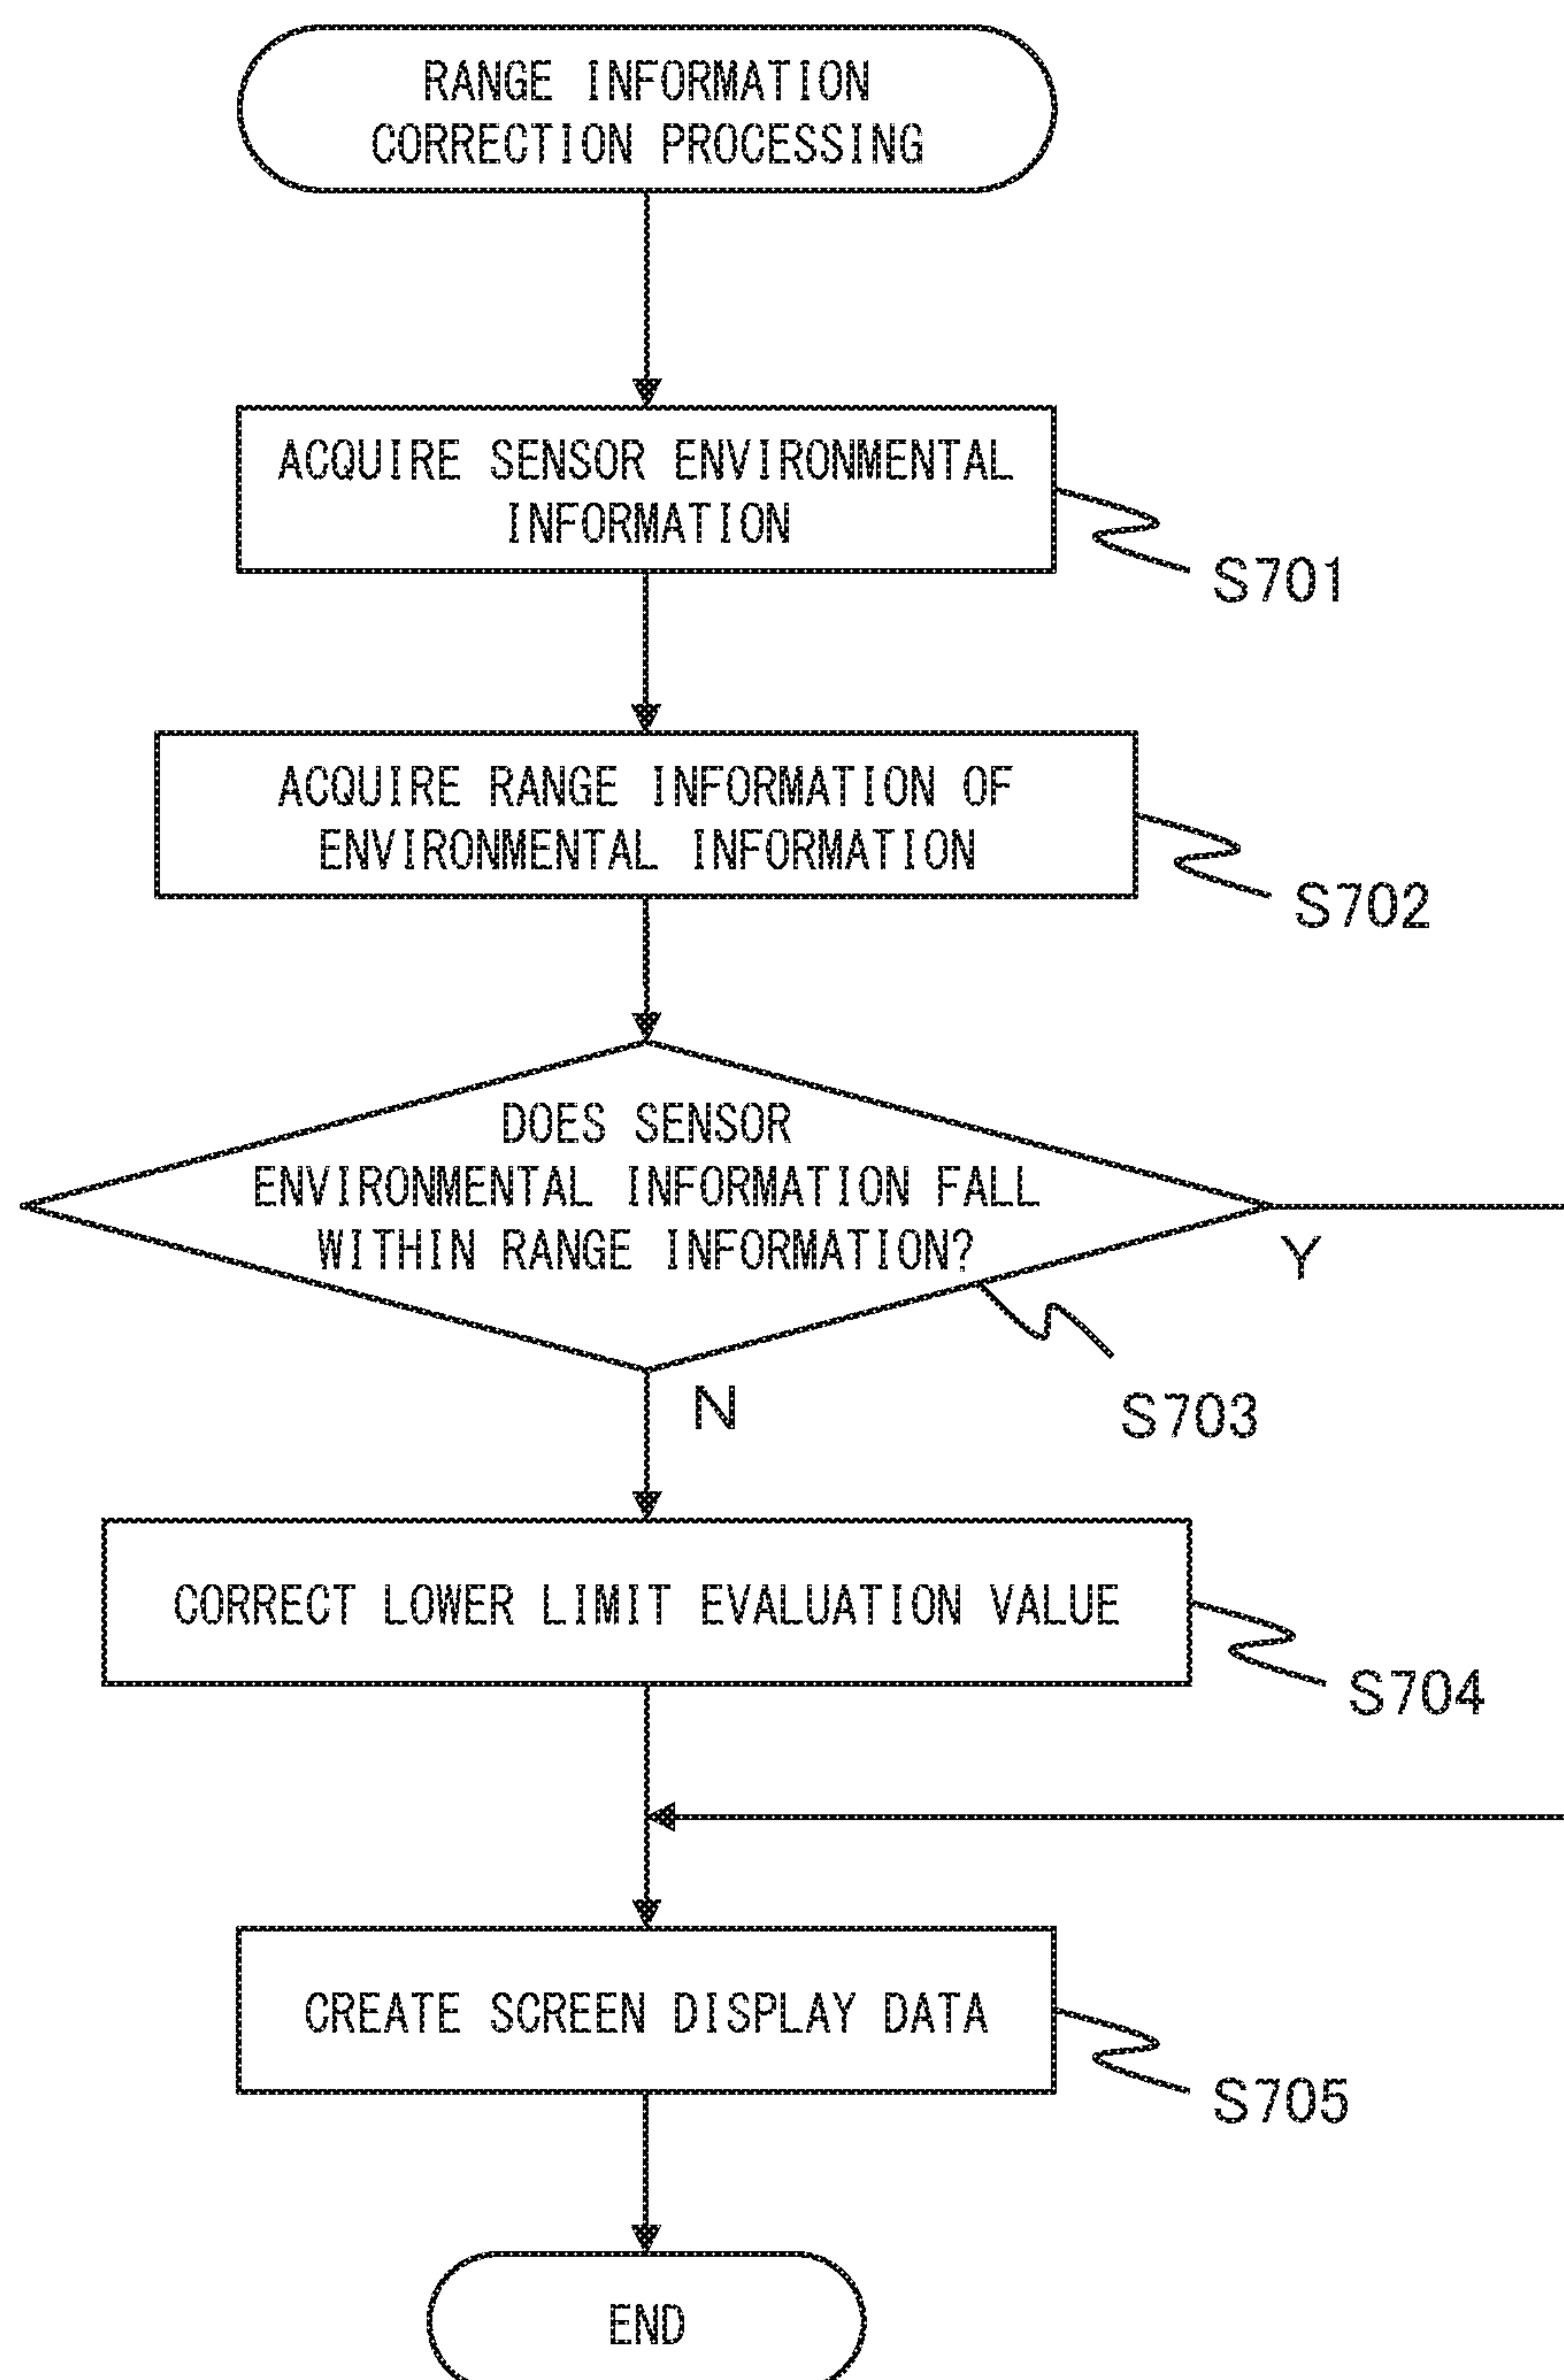 RANGE INFORMATION
CORRECTION PROCESSING
ACQUIRE SENSOR ENVIRONMENTAL
INFORMATION
S701
ACQUIRE RANGE INFORMATION OF
ENVIRONMENTAL INFORMATION
S702
DOES SENSOR
ENVIRONMENTAL INFORMATION FALL
WITHIN RANGE INFORMATION?
Y
N
S703
CORRECT LOWER LIMIT EVALUATION VALUE
S704
CREATE SCREEN DISPLAY DATA
S705
END